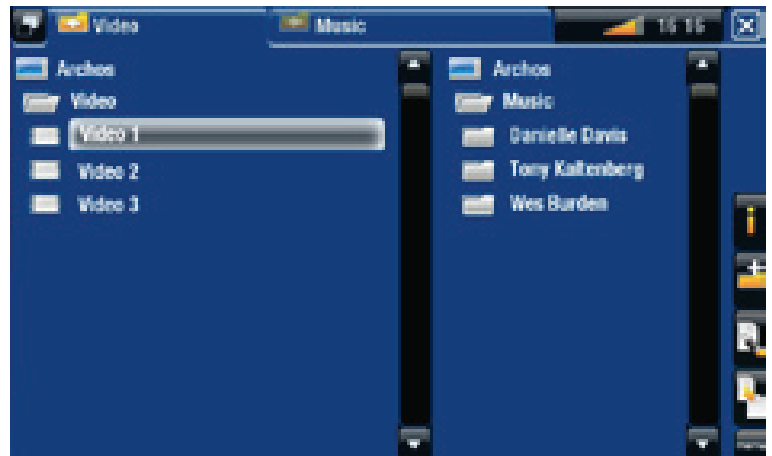 Video Music 15 15
Archos
Video
Video 1
Video 2
Video 3
Archos
Music
Danielle Davis
Tony Kaltenberg
Wes Burden